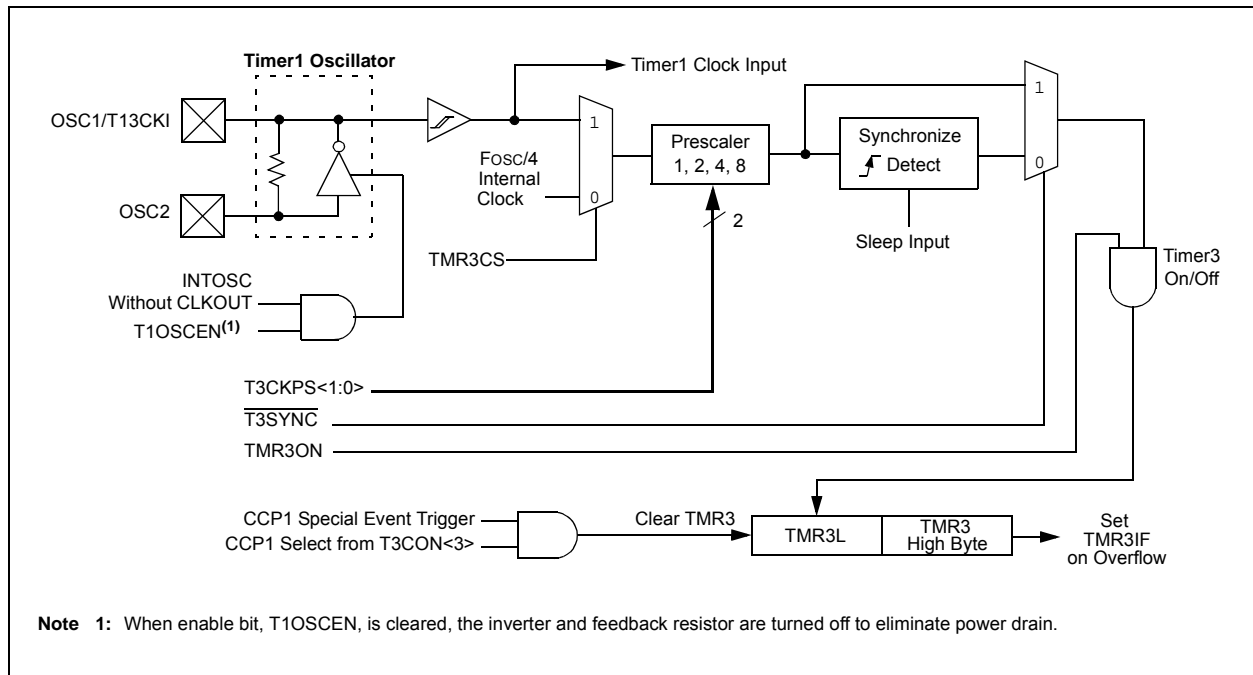 Timer1 Oscillator
Timer1 Clock Input
OSC1/T13CKI
1
FOSC/4
Internal
Clock
0
Prescaler
1, 2, 4, 8
Synchronize
Detect
1
0
OSC2
2
Sleep Input
TMR3CS
Timer3
On/Off
INTOSC
Without CLKOUT
T1OSCEN(1)
T3CKPS<1:0>
T3SYNC
TMR3ON
CCP1 Special Event Trigger
CCP1 Select from T3CON<3>
Clear TMR3
TMR3L
TMR3
High Byte
Set
TMR3IF
on Overflow
Note 1: When enable bit, T1OSCEN, is cleared, the inverter and feedback resistor are turned off to eliminate power drain.